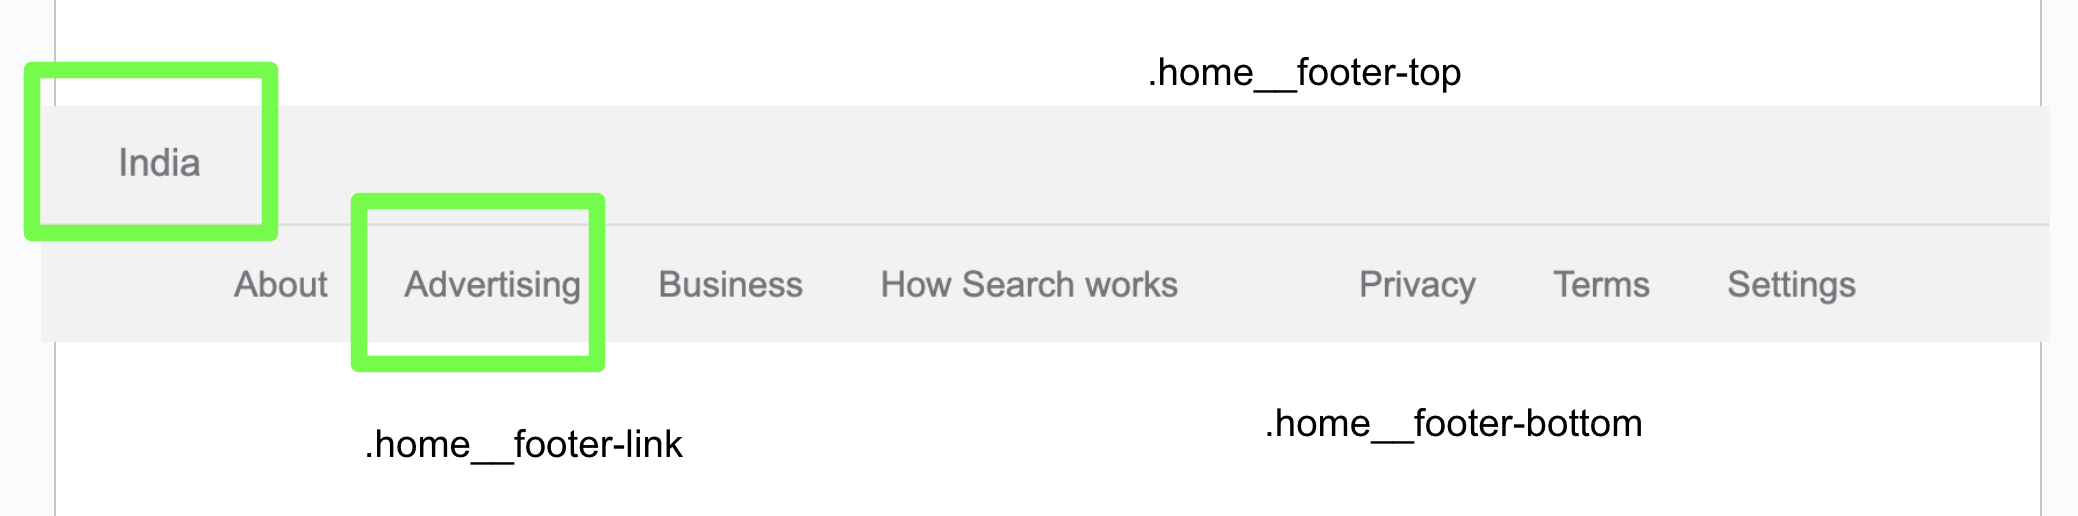 .home__footer-top
India
About Advertising Business How Search works Privacy Terms Settings
.home__footer-link
.home__footer-bottom